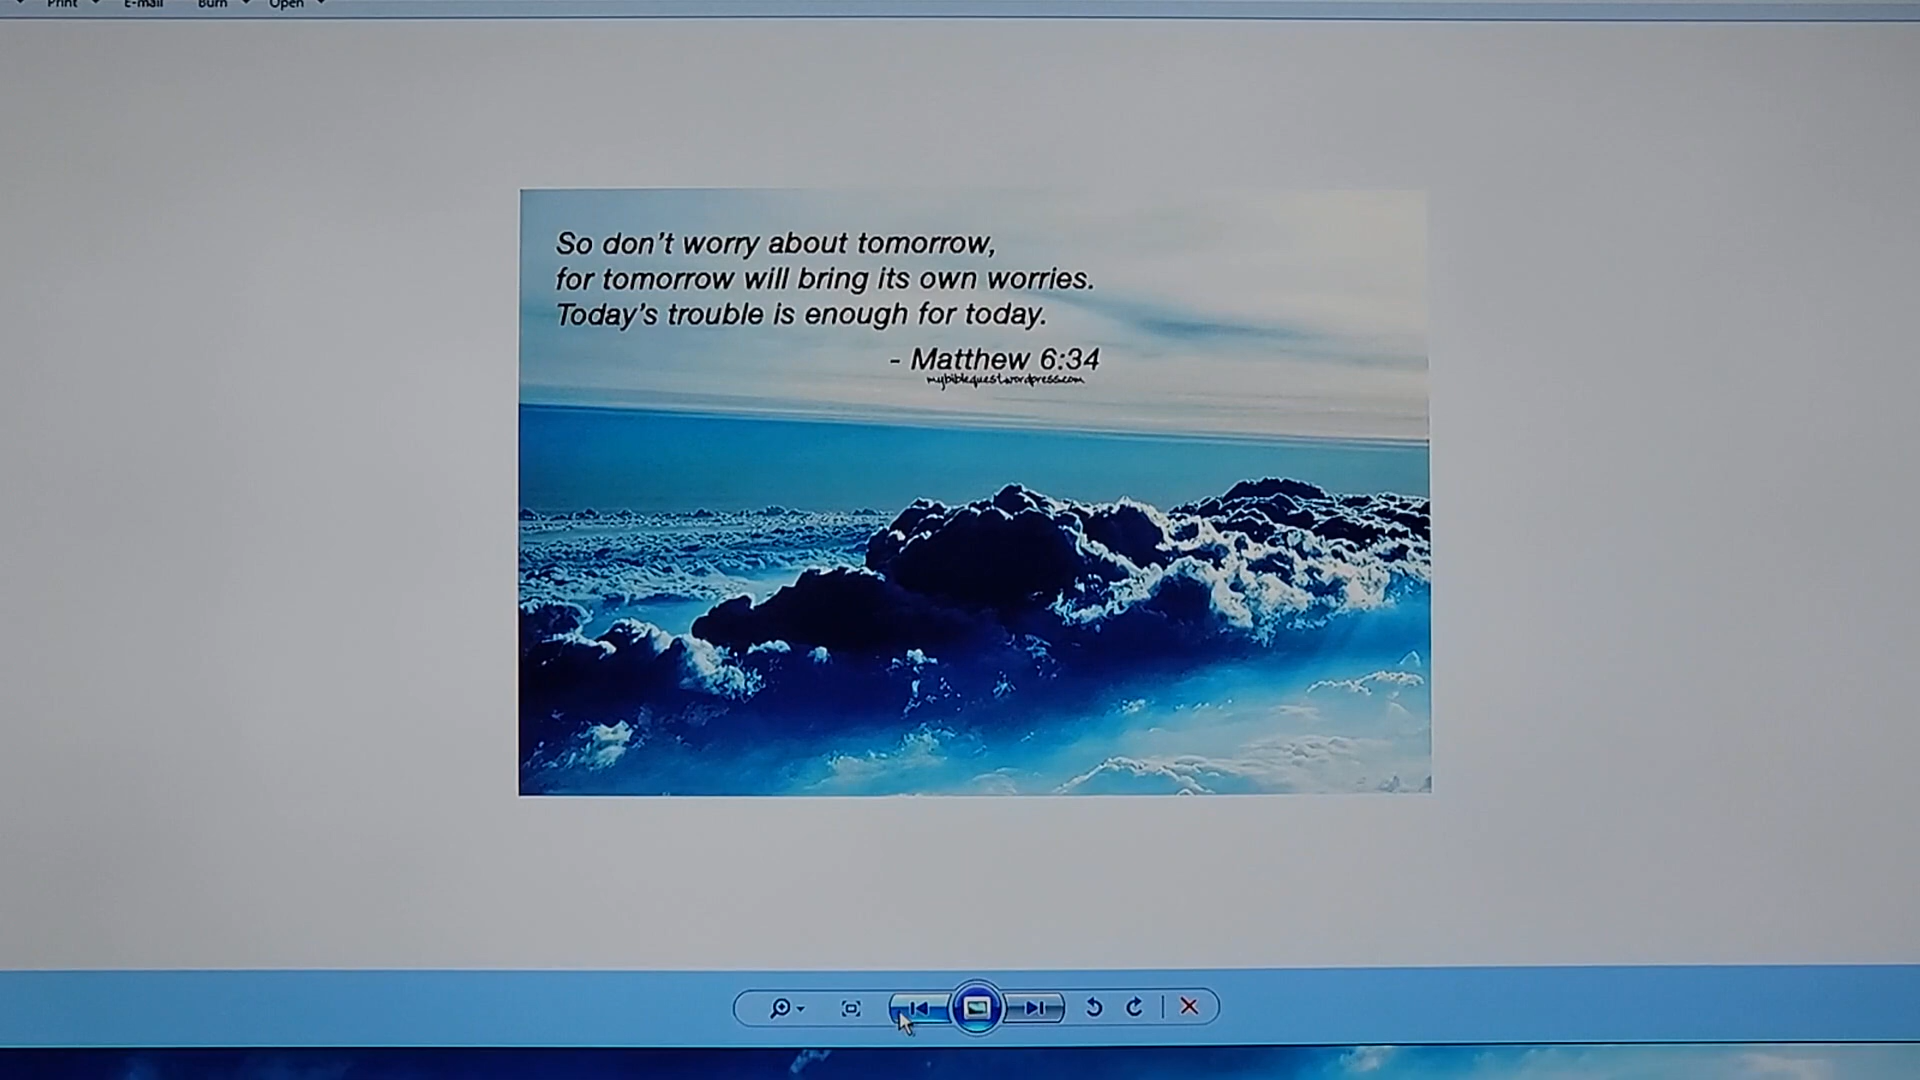 Print
E-mail
Burn
Open
So don't worry about tomorrow,
for tomorrow will bring its own worries.
Today's trouble is enough for today.
- Matthew 6:34
mybiblequest.wordpress.com